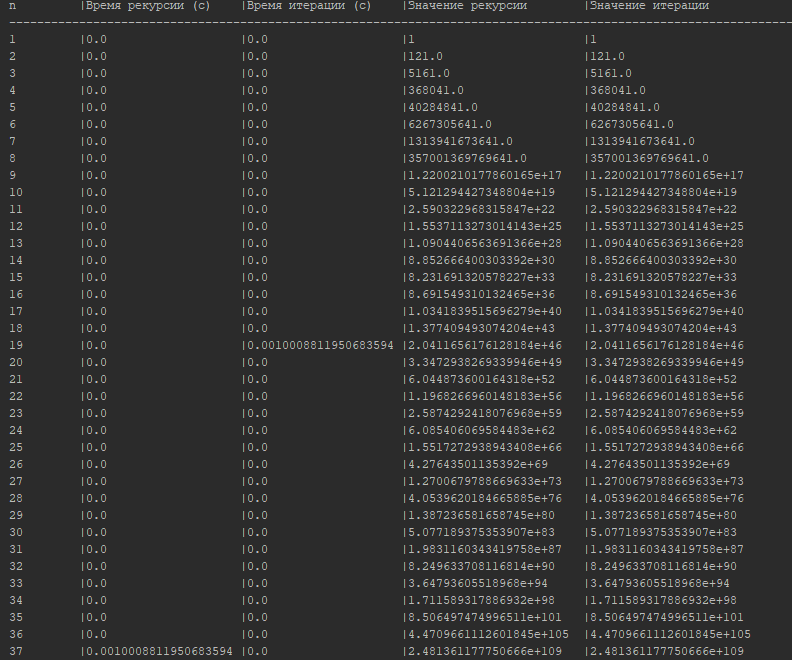 n |Время рекурсии (с) |Время итерации (с) |Значение рекурсии |Значение итерации
--------------------------------------------------------------------------------------------------------------
1 |0.0 |0.0 |1 |1
2 |0.0 |0.0 |121.0 |121.0
3 |0.0 |0.0 |5161.0 |5161.0
4 |0.0 |0.0 |368041.0 |368041.0
5 |0.0 |0.0 |40284841.0 |40284841.0
6 |0.0 |0.0 |6267305641.0 |6267305641.0
7 |0.0 |0.0 |1313941673641.0 |1313941673641.0
8 |0.0 |0.0 |357001369769641.0 |357001369769641.0
9 |0.0 |0.0 |1.2200210177860165e+17 |1.2200210177860165e+17
10 |0.0 |0.0 |5.121294427348804e+19 |5.121294427348804e+19
11 |0.0 |0.0 |2.590322968315847e+22 |2.590322968315847e+22
12 |0.0 |0.0 |1.5537113273014143e+25 |1.5537113273014143e+25
13 |0.0 |0.0 |1.0904406563691366e+28 |1.0904406563691366e+28
14 |0.0 |0.0 |8.852666400303392e+30 |8.852666400303392e+30
15 |0.0 |0.0 |8.231691320578227e+33 |8.231691320578227e+33
16 |0.0 |0.0 |8.691549310132465e+36 |8.691549310132465e+36
17 |0.0 |0.0 |1.0341839515696279e+40 |1.0341839515696279e+40
18 |0.0 |0.0 |1.377409493074204e+43 |1.377409493074204e+43
19 |0.0 |0.0010008811950683594 |2.0411656176128184e+46 |2.0411656176128184e+46
20 |0.0 |0.0 |3.3472938269339946e+49 |3.3472938269339946e+49
21 |0.0 |0.0 |6.044873600164318e+52 |6.044873600164318e+52
22 |0.0 |0.0 |1.1968266960148183e+56 |1.1968266960148183e+56
23 |0.0 |0.0 |2.5874292418076968e+59 |2.5874292418076968e+59
24 |0.0 |0.0 |6.085406069584483e+62 |6.085406069584483e+62
25 |0.0 |0.0 |1.5517272938943408e+66 |1.5517272938943408e+66
26 |0.0 |0.0 |4.27643501135392e+69 |4.27643501135392e+69
27 |0.0 |0.0 |1.2700679788669633e+73 |1.2700679788669633e+73
28 |0.0 |0.0 |4.0539620184665885e+76 |4.0539620184665885e+76
29 |0.0 |0.0 |1.387236581658745e+80 |1.387236581658745e+80
30 |0.0 |0.0 |5.077189375353907e+83 |5.077189375353907e+83
31 |0.0 |0.0 |1.9831160343419758e+87 |1.9831160343419758e+87
32 |0.0 |0.0 |8.249633708116814e+90 |8.249633708116814e+90
33 |0.0 |0.0 |3.64793605518968e+94 |3.64793605518968e+94
34 |0.0 |0.0 |1.711589317886932e+98 |1.711589317886932e+98
35 |0.0 |0.0 |8.506497474996511e+101 |8.506497474996511e+101
36 |0.0 |0.0 |4.4709661112601845e+105 |4.4709661112601845e+105
37 |0.0010008811950683594 |0.0 |2.481361177750666e+109 |2.481361177750666e+109